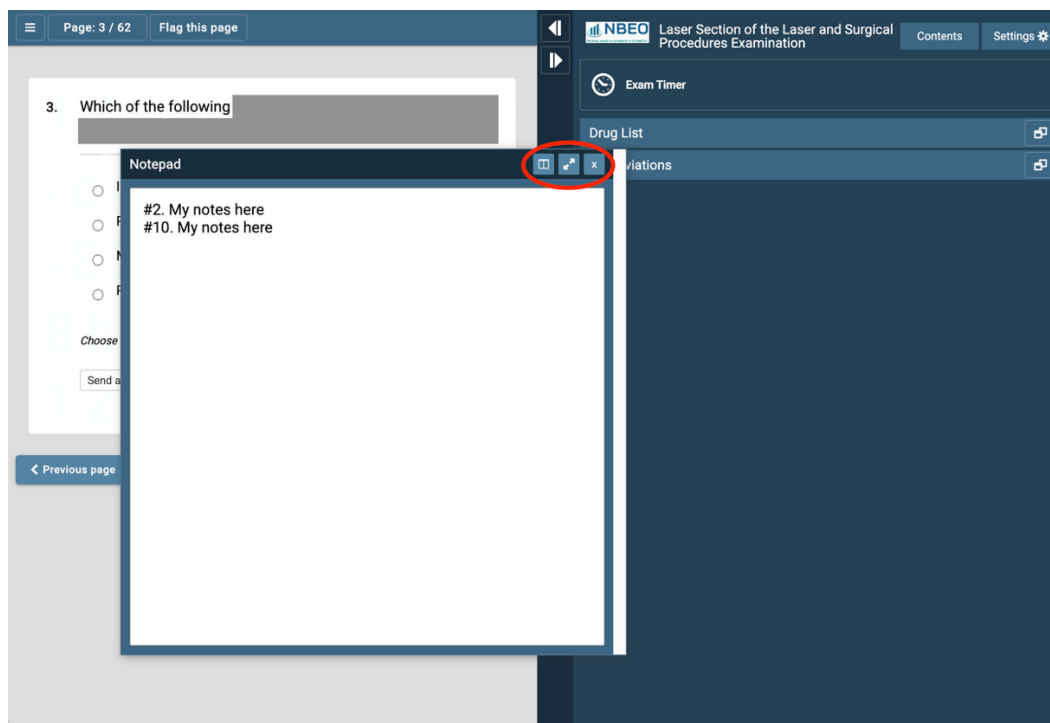 Page: 3 / 62
Flag this page
NBEO
Laser Section of the Laser and Surgical
Procedures Examination
Contents
Settings
Exam Timer
Drug List
viations
3. Which of the following
Notepad
x
#2. My notes here
#10. My notes here
Choose
Send a
Previous page